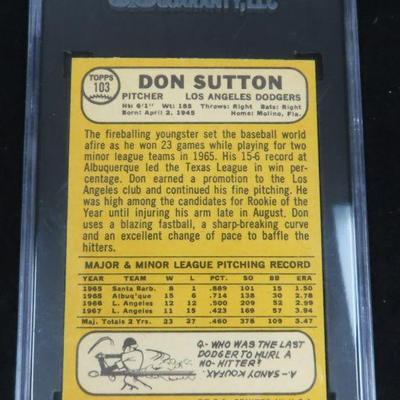 GUARANTY, LLC
TOPPS
103
DON SUTTON
PITCHER LOS ANGELES DODGERS
Ht: 6'1" Wt: 185 Throws: Right Bats: Right
Born: April 2, 1945 Home: Molino, Fla.
The fireballing youngster set the baseball world
afire as he won 23 games while playing for two
minor league teams in 1965. His 15-6 record at
Albuquerque led the Texas League in win
percentage. Don earned a promotion to the Los
Angeles club and continued his fine pitching. He
was high among the candidates for Rookie of the
Year until injuring his arm late in August. Don
uses a blazing fastball, a sharp-breaking curve
and an excellent change of pace to baffle the
hitters.
MAJOR & MINOR LEAGUE PITCHING RECORD
YEAR TEAM W L PCT. SO BB ERA
1965 Santa Barb. 8 1 .889 101 15 1.50
1965 Albuq'que 15 6 .714 138 30 2.78
1966 L. Angeles 12 12 .500 209 52 2.99
1967 L. Angeles 11 15 .423 169 57 3.94
Maj. Totals 2 Yrs. 23 27 .460 378 109 3.47
Q- WHO WAS THE LAST
DODGER TO HURL A
NO-HITTER?
A- SANDY KOUFAX.